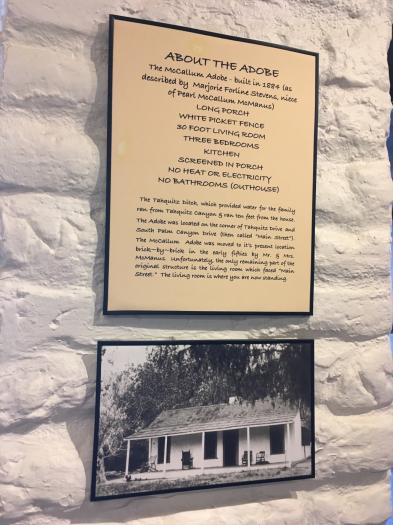 ABOUT THE ADOBE
The McCallum Adobe - built in 1884 (as
described by Marjorie Forline Stevens, niece
of Pearl McCallum McManus)
LONG PORCH
WHITE PICKET FENCE
30 FOOT LIVING ROOM
THREE BEDROOMS
KITCHEN
SCREENED IN PORCH
NO HEAT OR ELECTRICITY
NO BATHROOMS (OUTHOUSE)
The Tahquitz Ditch, which provided water for the family
ran from Tahquitz Canyon & ran ten feet from the house.
The Adobe was located on the corner of Tahquitz Drive and
South Palm Canyon Drive (then called "Main Street").
The McCallum Adobe was moved to it's present location
brick-by-brick in the early fifties by Mr. & Mrs.
McManus. Unfortunately, the only remaining part of the
original structure is the living room which faced "Main
Street." The living room is where you are now standing.